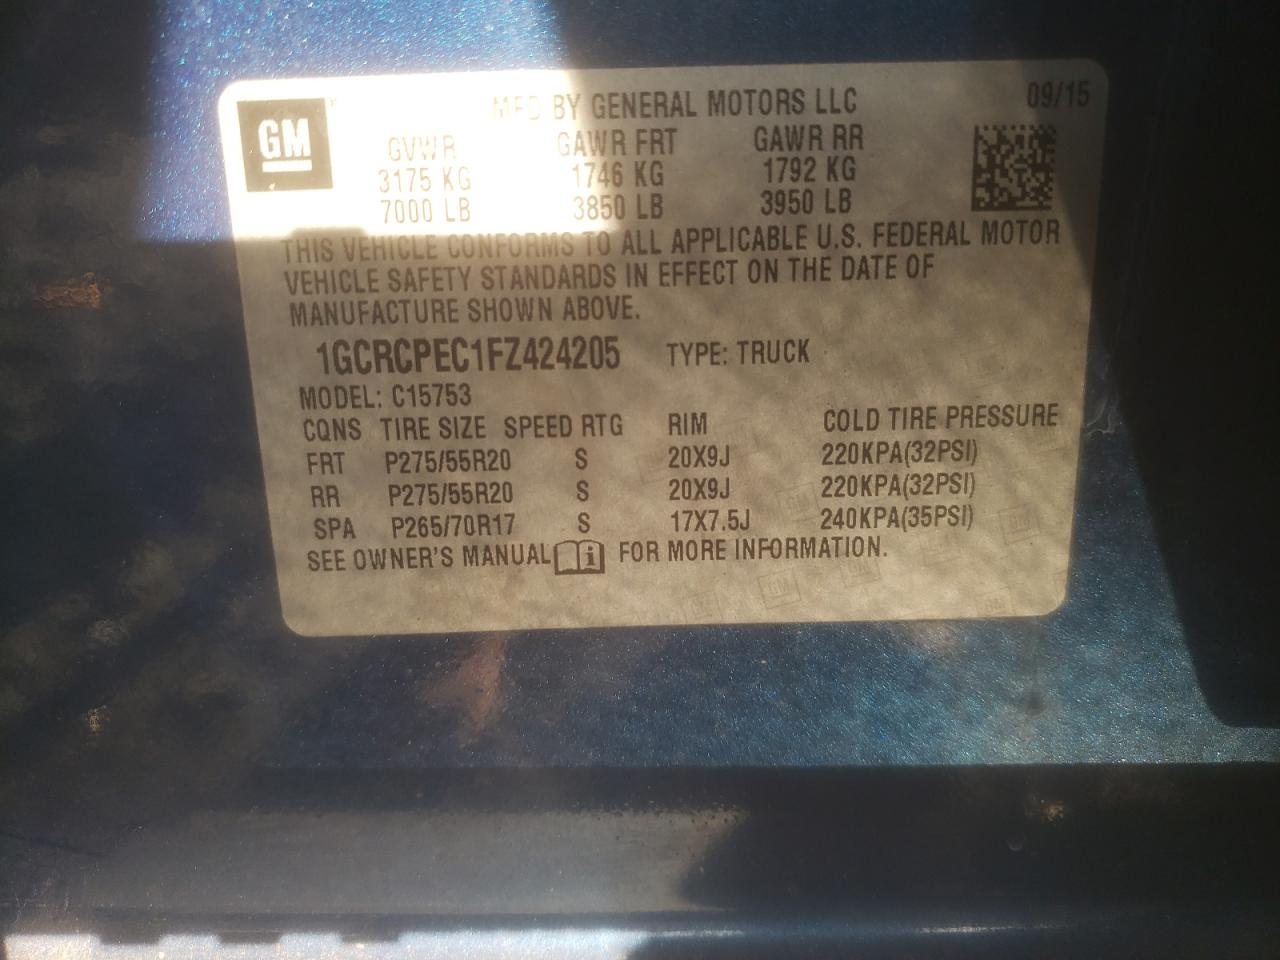 GM MFD BY GENERAL MOTORS LLC 09/15
GVWR GAWR FRT GAWR RR
3175 KG 1746 KG 1792 KG
7000 LB 3850 LB 3950 LB
THIS VEHICLE CONFORMS TO ALL APPLICABLE U.S. FEDERAL MOTOR
VEHICLE SAFETY STANDARDS IN EFFECT ON THE DATE OF
MANUFACTURE SHOWN ABOVE.
1GCRCPEC1FZ424205 TYPE: TRUCK
MODEL: C15753
CQNS TIRE SIZE SPEED RTG RIM COLD TIRE PRESSURE
FRT P275/55R20 S 20X9J 220KPA(32PSI)
RR P275/55R20 S 20X9J 220KPA(32PSI)
SPA P265/70R17 S 17X7.5J 240KPA(35PSI)
SEE OWNER'S MANUAL FOR MORE INFORMATION.